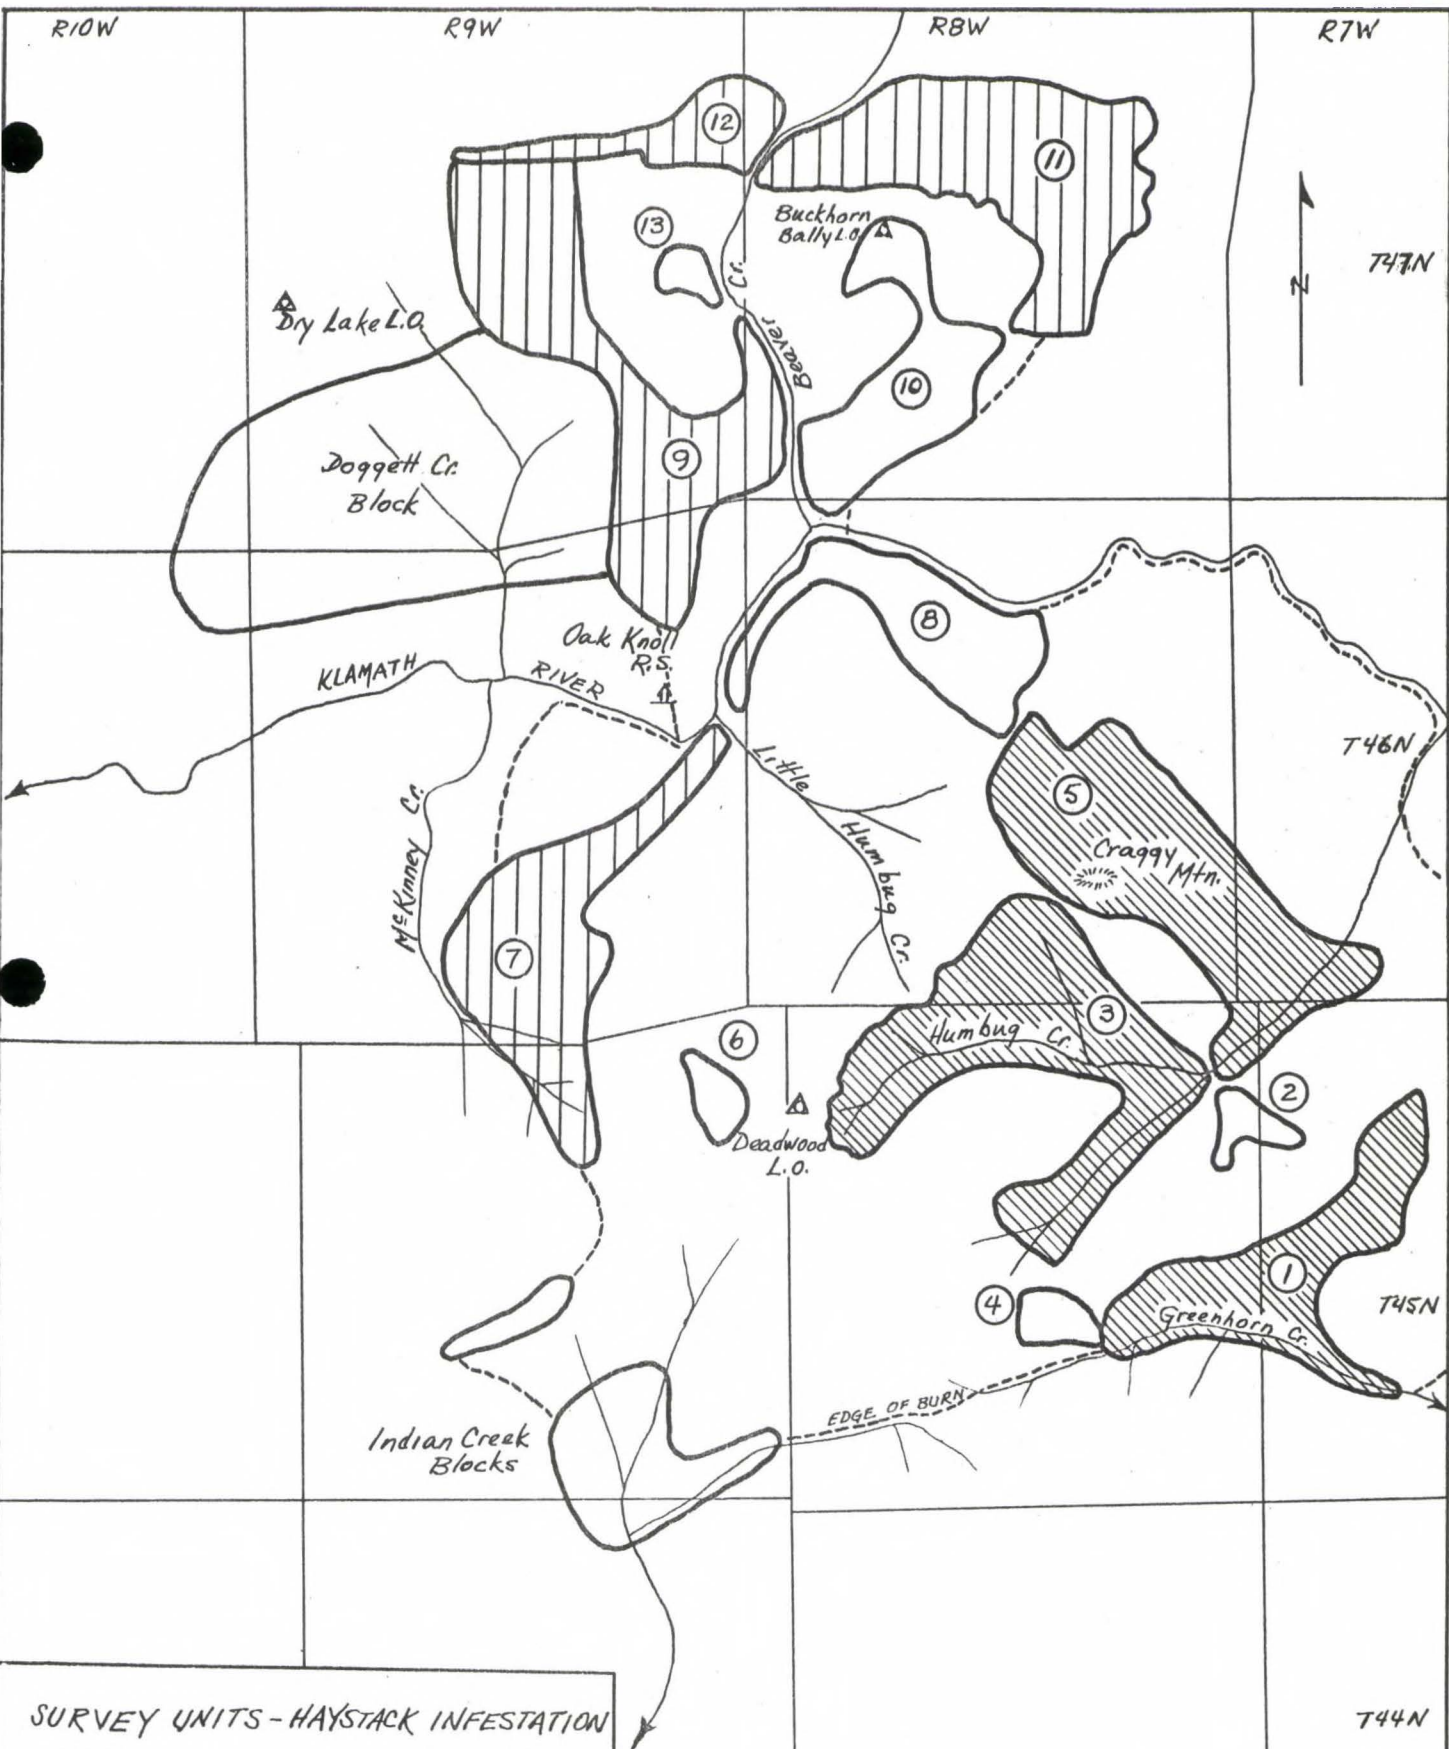 R10W
R9W
R8W
R7W
12
11
13
Buckhorn
Bally L.O.
T47N
N
Cr.
Dry Lake L.O.
Beaver
10
9
Doggett Cr.
Block
8
Oak Knoll
R.S.
KLAMATH RIVER
T46N
Little Humbug Cr.
5
McKinney Cr.
Craggy
Mtn.
7
3
6
Humbug Cr.
2
Deadwood
L.O.
1
4
T45N
Greenhorn Cr.
EDGE OF BURN
Indian Creek
Blocks
SURVEY UNITS - HAYSTACK INFESTATION
T44N